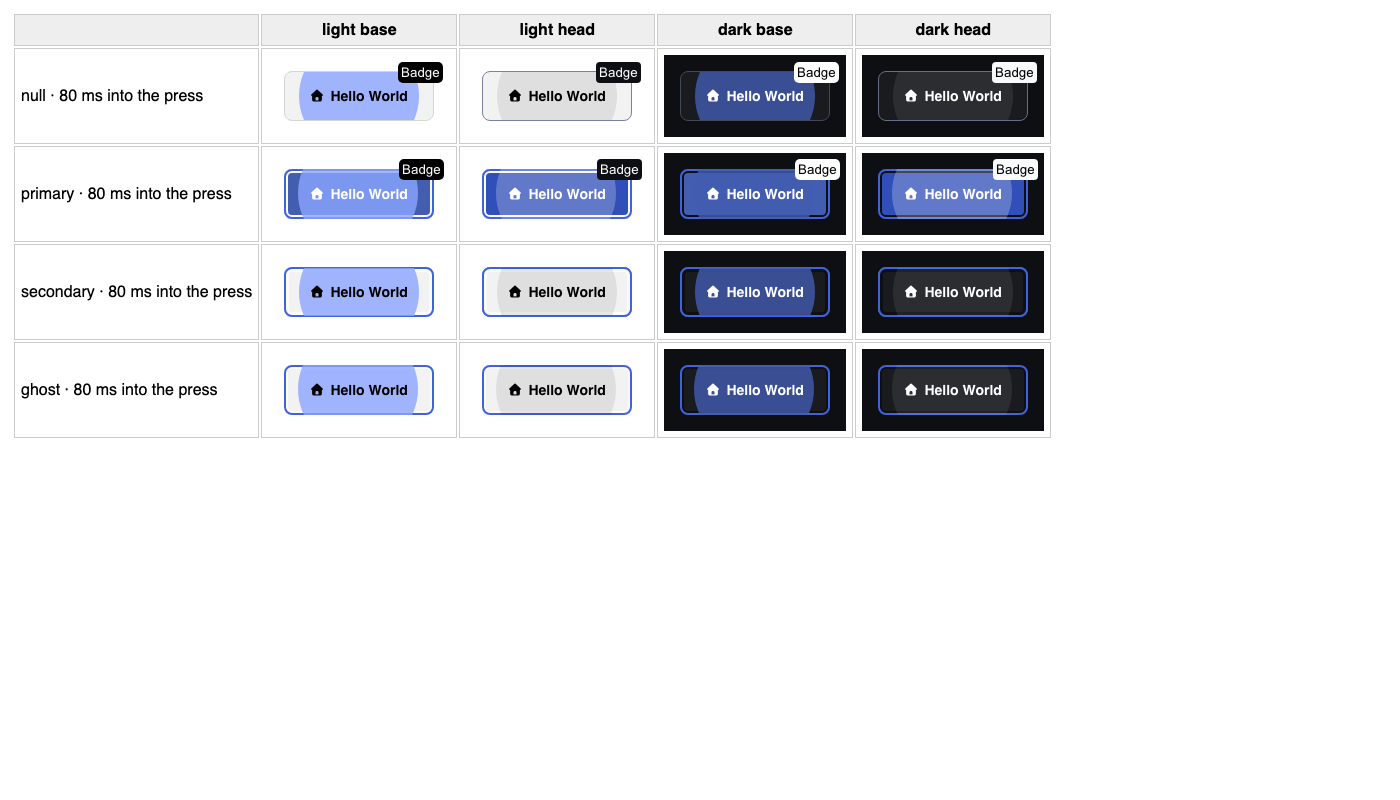 light base light head dark base dark head
null · 80 ms into the press Badge Hello World Badge Hello World Badge Hello World Badge Hello World
primary · 80 ms into the press Badge Hello World Badge Hello World Badge Hello World Badge Hello World
secondary · 80 ms into the press Hello World Hello World Hello World Hello World
ghost · 80 ms into the press Hello World Hello World Hello World Hello World